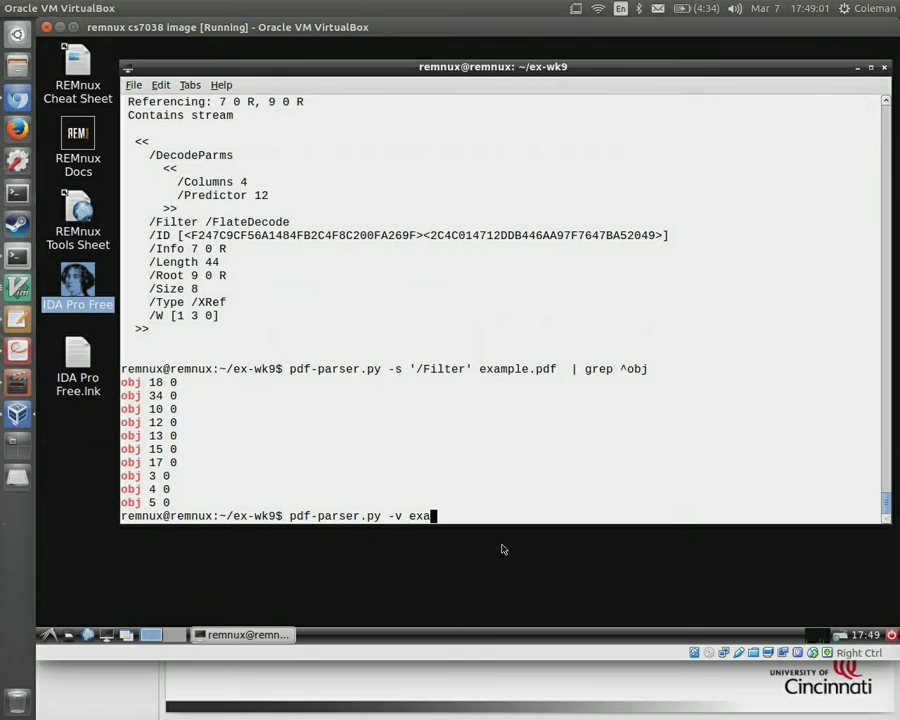 Oracle VM VirtualBox
En
(4:34)
Mar 7
17:49:01
Coleman
remnux cs7038 image [Running] - Oracle VM VirtualBox
REMnux
Cheat Sheet
REM
REMnux
Docs
REMnux
Tools Sheet
IDA Pro Free
IDA Pro
Free.lnk
remnux@remnux: ~/ex-wk9
File Edit Tabs Help
Referencing: 7 0 R, 9 0 R
Contains stream
<<
/DecodeParms
<<
/Columns 4
/Predictor 12
>>
/Filter /FlateDecode
/ID [<F247C9CF56A1484FB2C4F8C200FA269F><2C4C014712DDB446AA97F7647BA52049>]
/Info 7 0 R
/Length 44
/Root 9 0 R
/Size 8
/Type /XRef
/W [1 3 0]
>>
remnux@remnux:~/ex-wk9$ pdf-parser.py -s '/Filter' example.pdf  | grep ^obj
obj 18 0
obj 34 0
obj 10 0
obj 12 0
obj 13 0
obj 15 0
obj 17 0
obj 3 0
obj 4 0
obj 5 0
remnux@remnux:~/ex-wk9$ pdf-parser.py -v exa
remnux@remn...
17:49
Right Ctrl
UNIVERSITY OF
Cincinnati